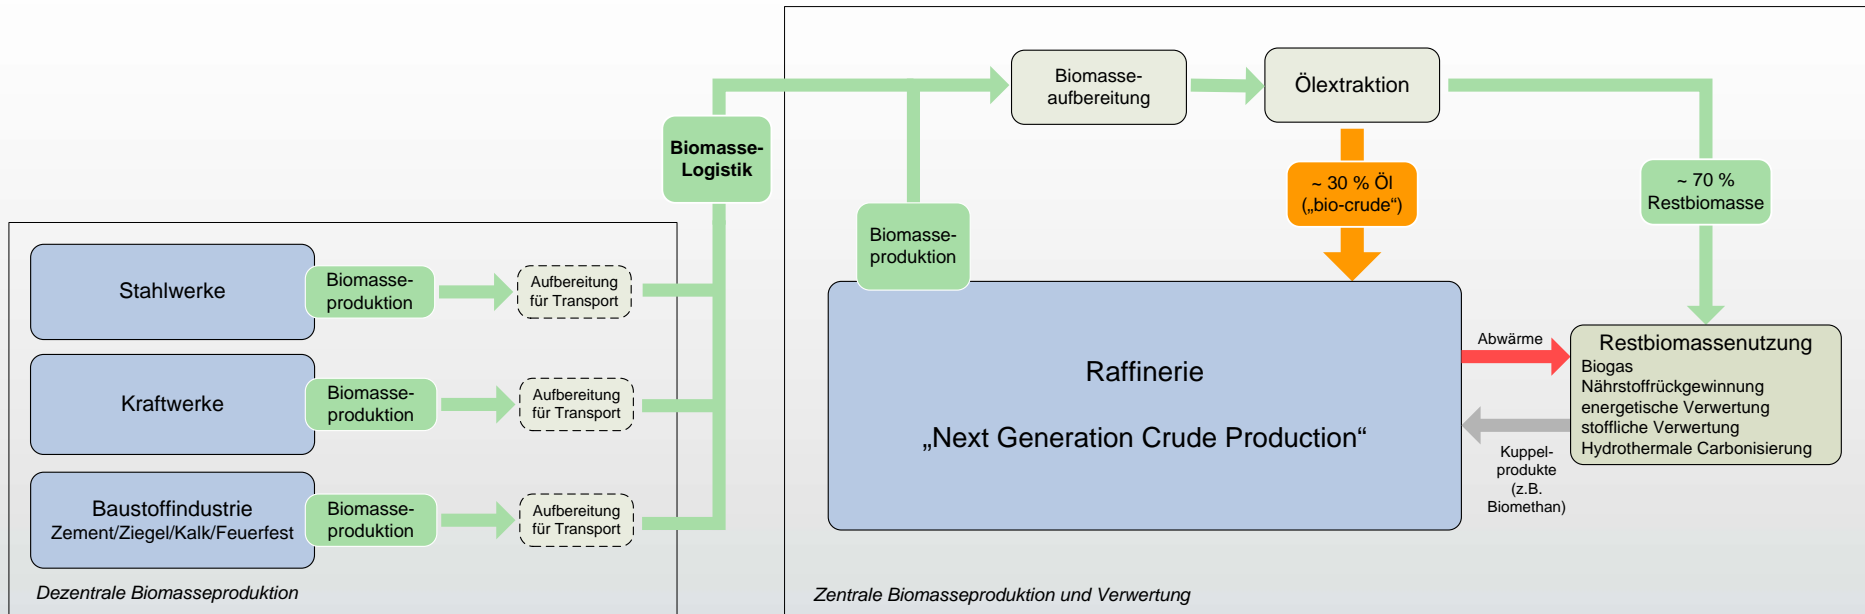 Biomasse-
aufbereitung
Ölextraktion
Biomasse-
Logistik
~ 30 % Öl
(„bio-crude“)
~ 70 %
Restbiomasse
Biomasse-
produktion
Stahlwerke
Biomasse-
produktion
Aufbereitung
für Transport
Kraftwerke
Biomasse-
produktion
Aufbereitung
für Transport
Baustoffindustrie
Zement/Ziegel/Kalk/Feuerfest
Biomasse-
produktion
Aufbereitung
für Transport
Dezentrale Biomasseproduktion
Raffinerie
„Next Generation Crude Production“
Abwärme
Kuppel-
produkte
(z.B.
Biomethan)
Restbiomassenutzung
Biogas
Nährstoffrückgewinnung
energetische Verwertung
stoffliche Verwertung
Hydrothermale Carbonisierung
Zentrale Biomasseproduktion und Verwertung